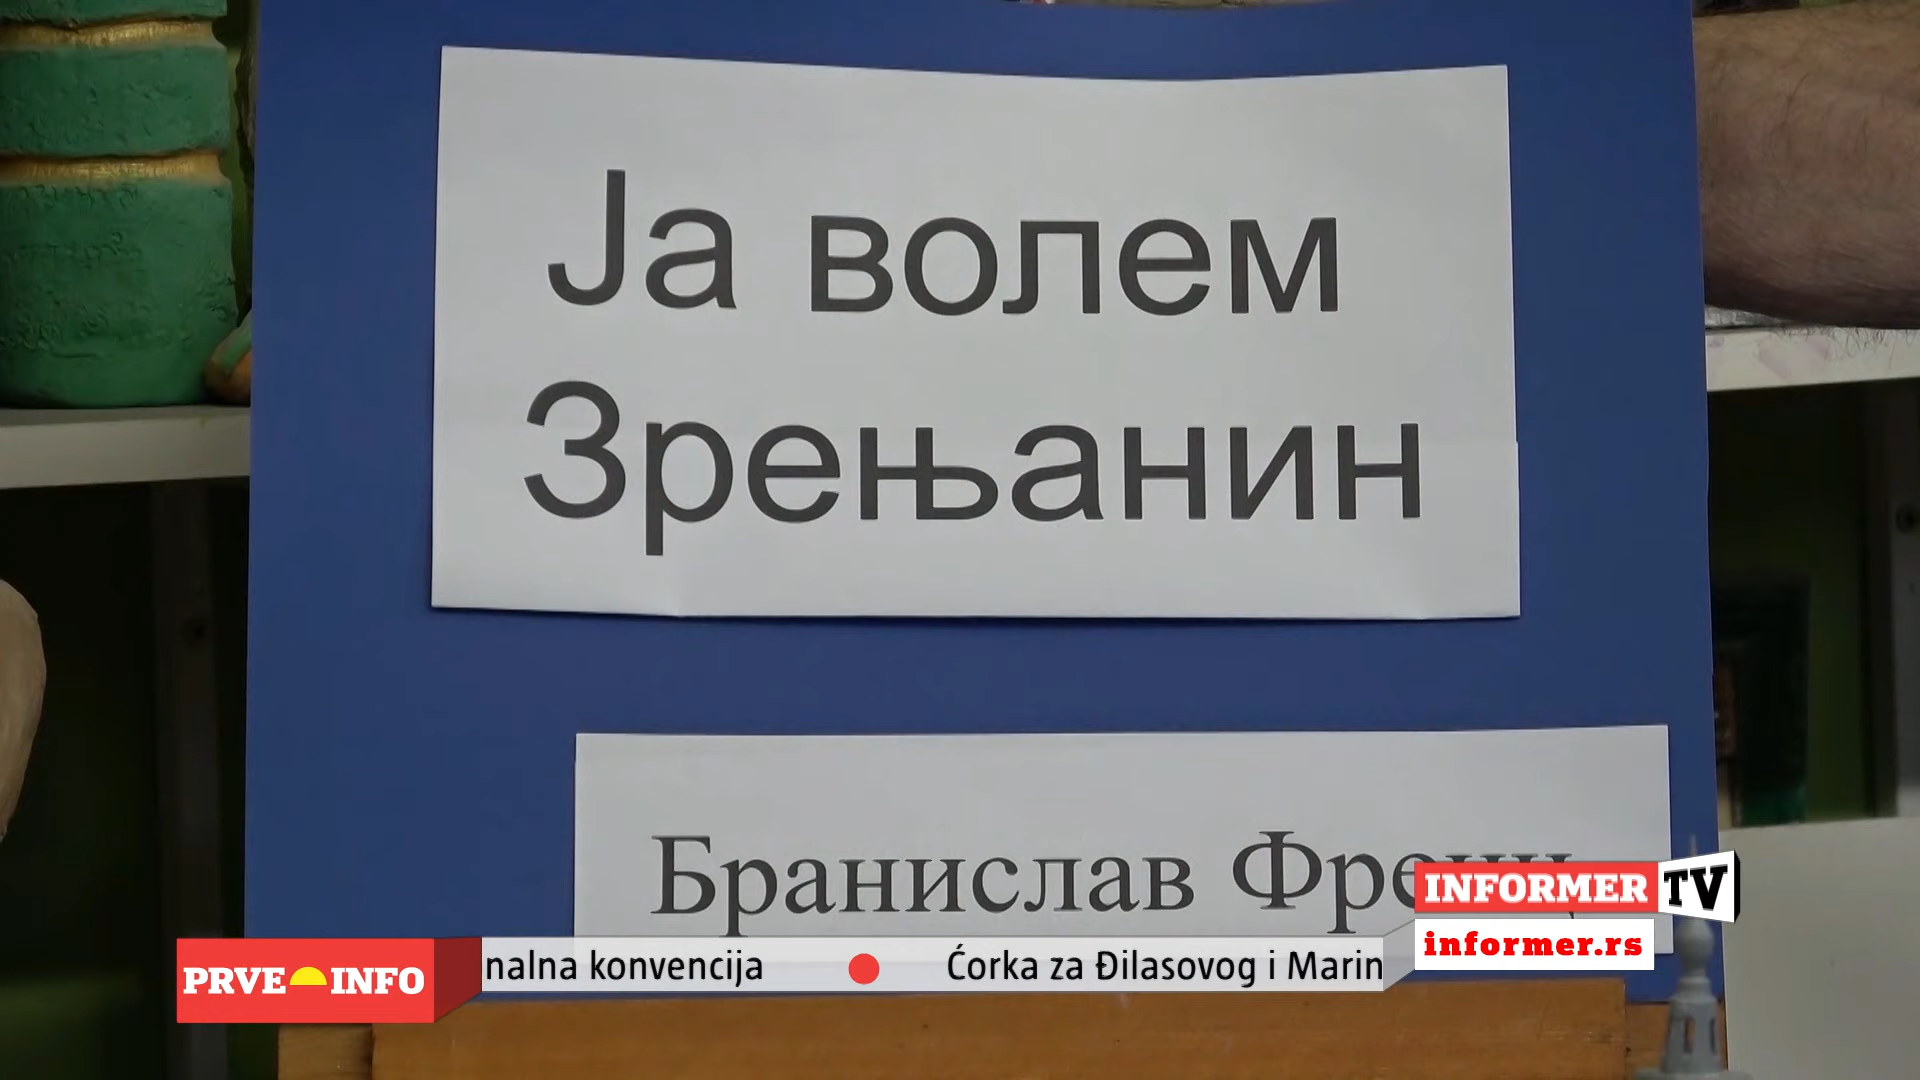 Ја волем
Зрењанин
Бранислав
INFORMER TV
informer.rs
PRVE INFO
nalna konvencija
Ćorka za Đilasovog i Marin